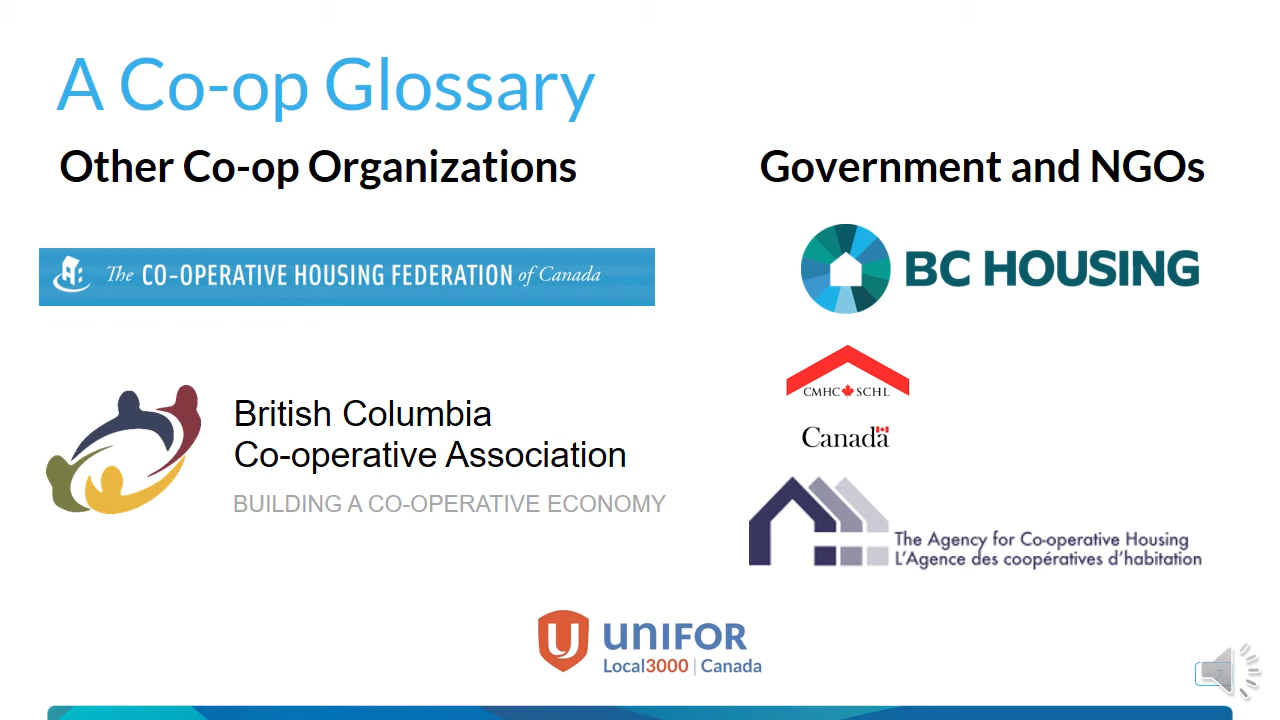 A Co-op Glossary
Other Co-op Organizations
The CO-OPERATIVE HOUSING FEDERATION of Canada
British Columbia
Co-operative Association
BUILDING A CO-OPERATIVE ECONOMY
Government and NGOs
BC HOUSING
CMHC SCHL
Canada
The Agency for Co-operative Housing
L'Agence des coopératives d'habitation
U UNIFOR
Local3000 | Canada
7